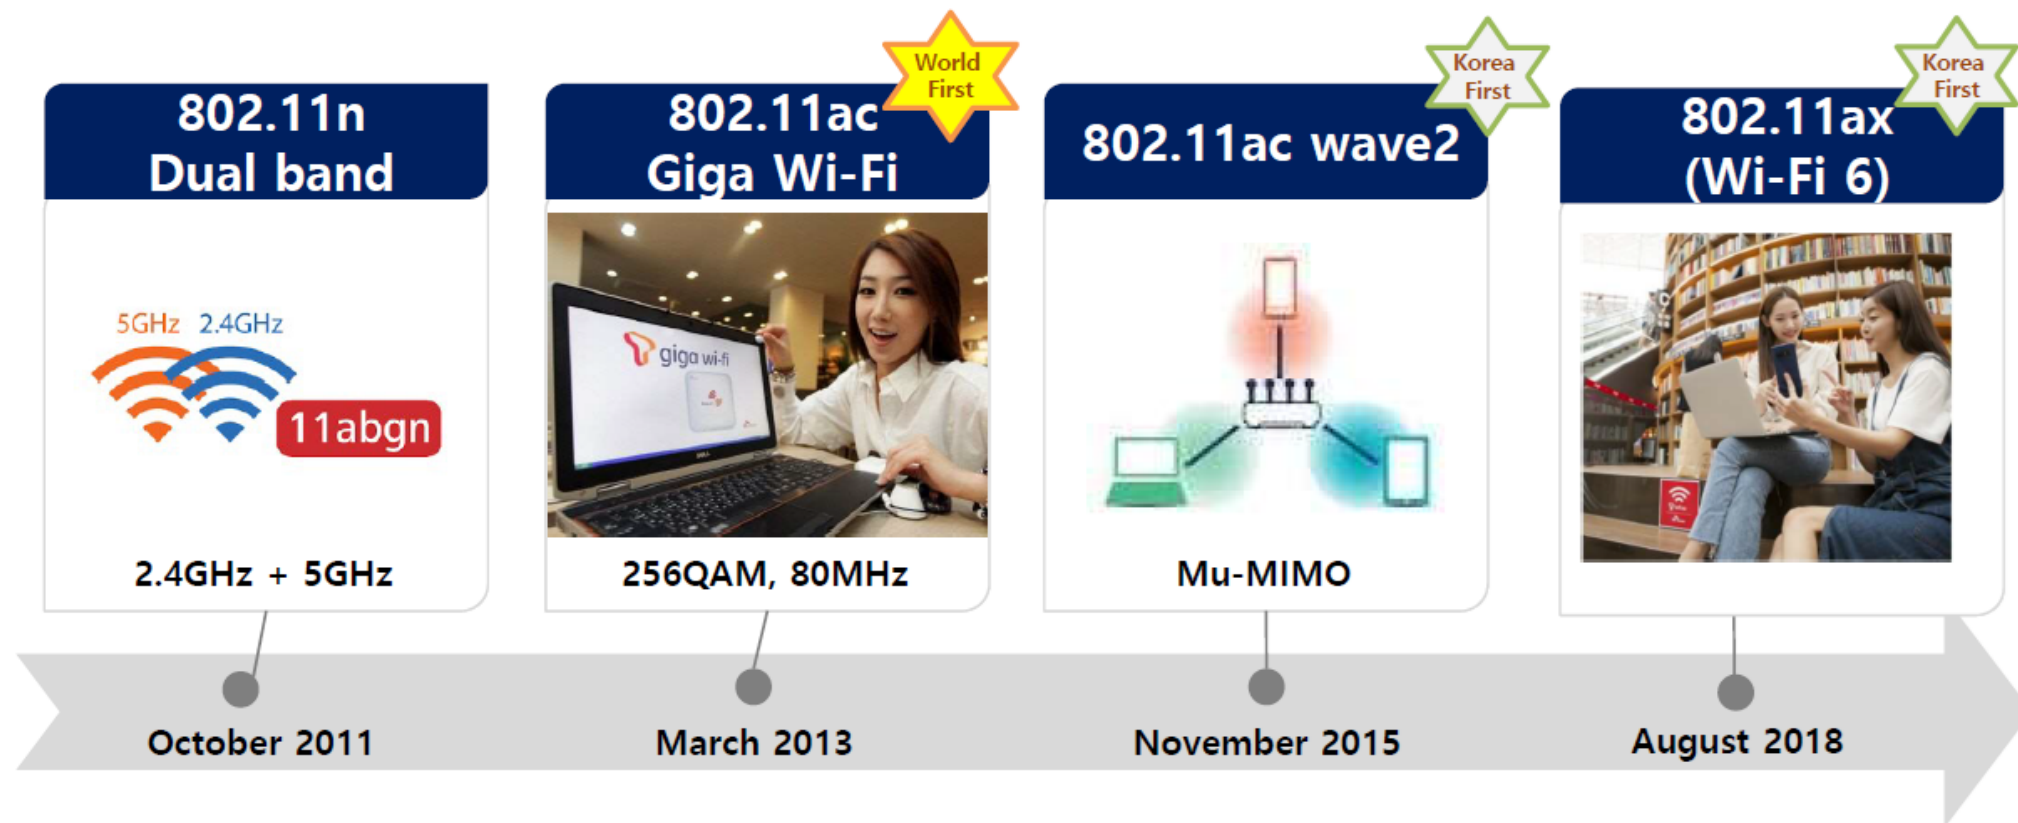 World
First
Korea
First
Korea
First
802.11n
Dual band
802.11ac
Giga Wi-Fi
802.11ac wave2
802.11ax
(Wi-Fi 6)
5GHz 2.4GHz
11abgn
giga wi-fi
DELL
2.4GHz + 5GHz
256QAM, 80MHz
Mu-MIMO
October 2011
March 2013
November 2015
August 2018